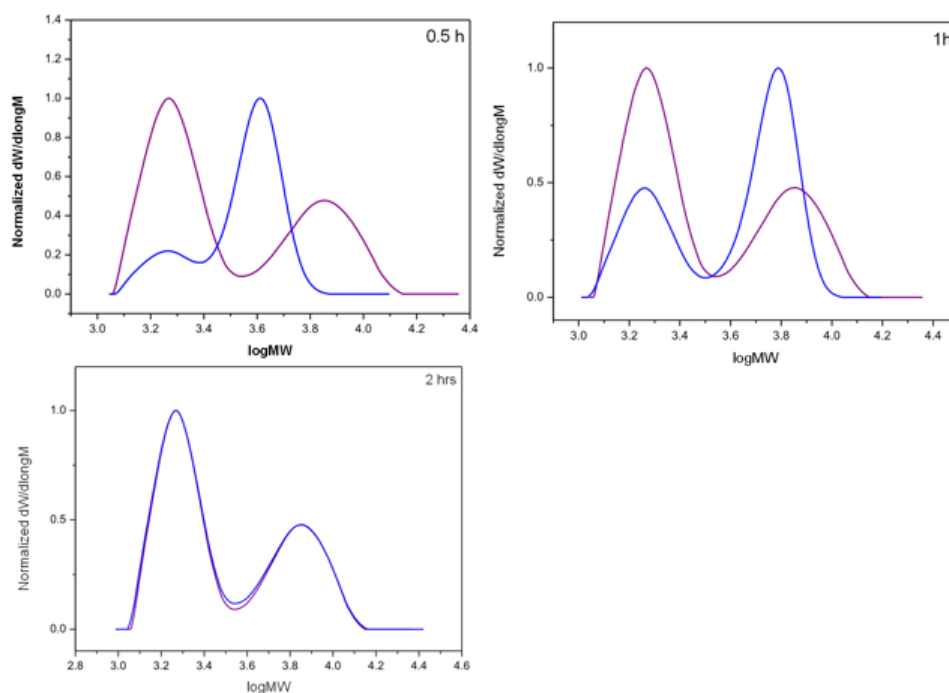 0.5 h
Normalized dW/dlongM
1.4
1.2
1.0
0.8
0.6
0.4
0.2
0.0
3.0 3.2 3.4 3.6 3.8 4.0 4.2 4.4
logMW
1h
Normalized dW/dlongM
1.0
0.5
0.0
3.0 3.2 3.4 3.6 3.8 4.0 4.2 4.4
logMW
2 hrs
Normalized dW/dlongM
1.0
0.5
0.0
2.8 3.0 3.2 3.4 3.6 3.8 4.0 4.2 4.4 4.6
logMW